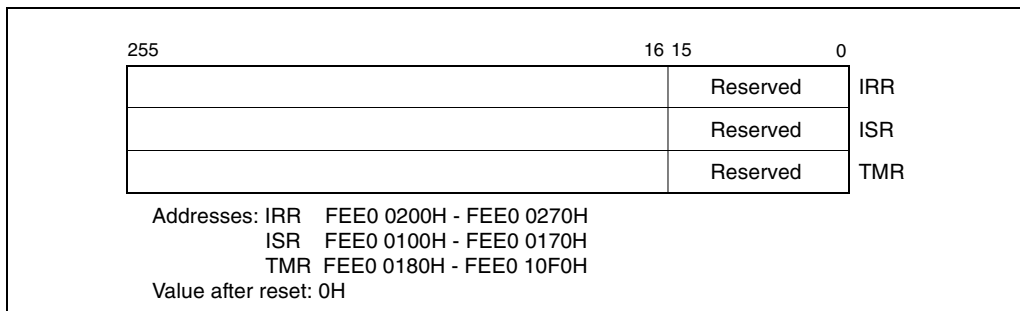 255 16 15 0
Reserved IRR
Reserved ISR
Reserved TMR
Addresses: IRR FEE0 0200H - FEE0 0270H
ISR FEE0 0100H - FEE0 0170H
TMR FEE0 0180H - FEE0 10F0H
Value after reset: 0H